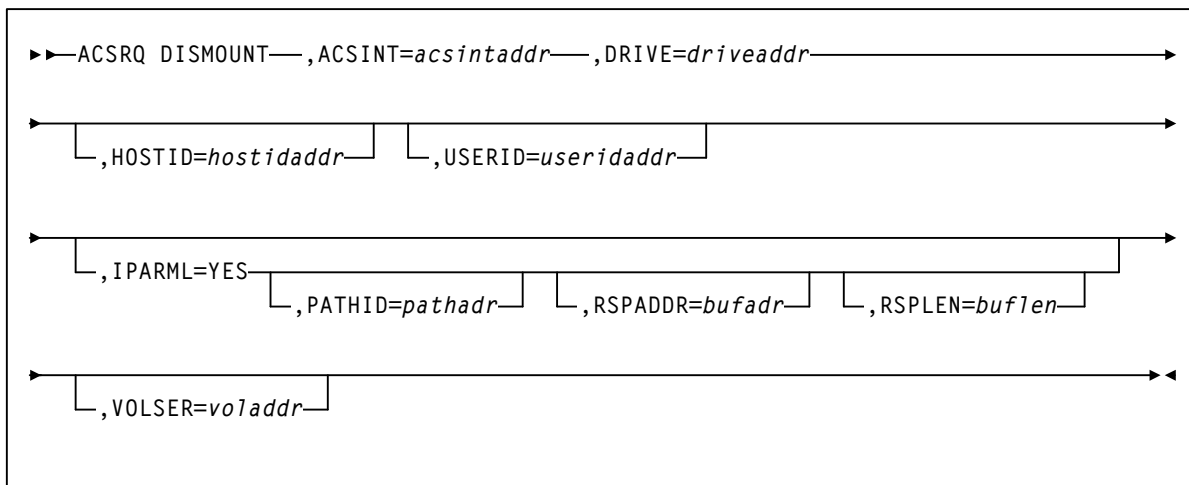 ACSRQ DISMOUNT ,ACSINT=acsintaddr ,DRIVE=driveaddr
,HOSTID=hostidaddr ,USERID=useridaddr
,IPARML=YES
,PATHID=pathadr ,RSPADDR=bufadr ,RSPLEN=buflen
,VOLSER=voladdr